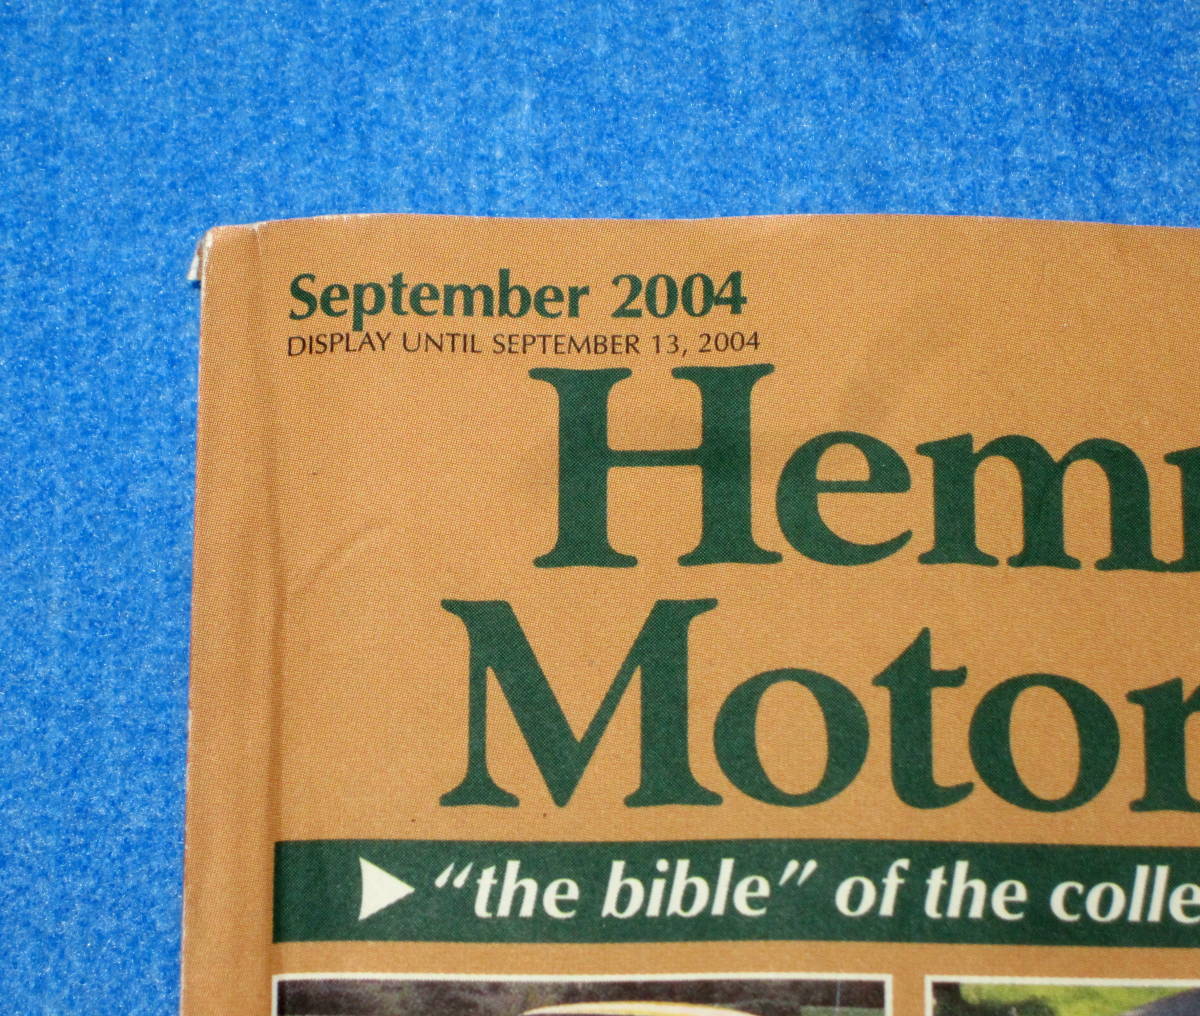 September 2004
DISPLAY UNTIL SEPTEMBER 13, 2004
Hem
Motor
"the bible" of the colle